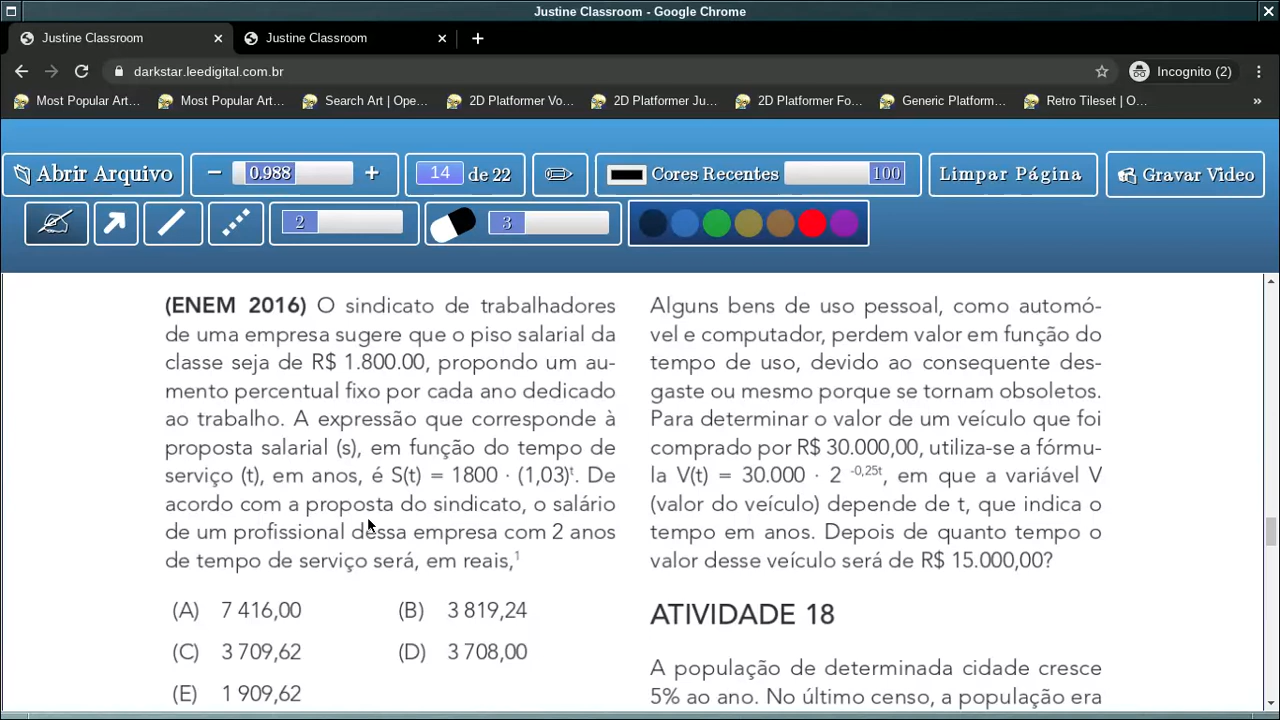 Justine Classroom - Google Chrome
Justine Classroom
Justine Classroom
darkstar.leedigital.com.br
Incognito (2)
Most Popular Art...
Most Popular Art...
Search Art | Ope...
2D Platformer Vo...
2D Platformer Ju...
2D Platformer Fo...
Generic Platform...
Retro Tileset | O...
Abrir Arquivo
0.988
14 de 22
Cores Recentes
100
Limpar Página
Gravar Video
2
3
(ENEM 2016) O sindicato de trabalhadores
de uma empresa sugere que o piso salarial da
classe seja de R$ 1.800.00, propondo um au-
mento percentual fixo por cada ano dedicado
ao trabalho. A expressão que corresponde à
proposta salarial (s), em função do tempo de
serviço (t), em anos, é S(t) = 1800 · (1,03)ᵗ. De
acordo com a proposta do sindicato, o salário
de um profissional dessa empresa com 2 anos
de tempo de serviço será, em reais,¹
(A) 7 416,00 (B) 3 819,24
(C) 3 709,62 (D) 3 708,00
(E) 1 909,62
Alguns bens de uso pessoal, como automó-
vel e computador, perdem valor em função do
tempo de uso, devido ao consequente des-
gaste ou mesmo porque se tornam obsoletos.
Para determinar o valor de um veículo que foi
comprado por R$ 30.000,00, utiliza-se a fórmu-
la V(t) = 30.000 · 2 -0,25t, em que a variável V
(valor do veículo) depende de t, que indica o
tempo em anos. Depois de quanto tempo o
valor desse veículo será de R$ 15.000,00?
ATIVIDADE 18
A população de determinada cidade cresce
5% ao ano. No último censo, a população era